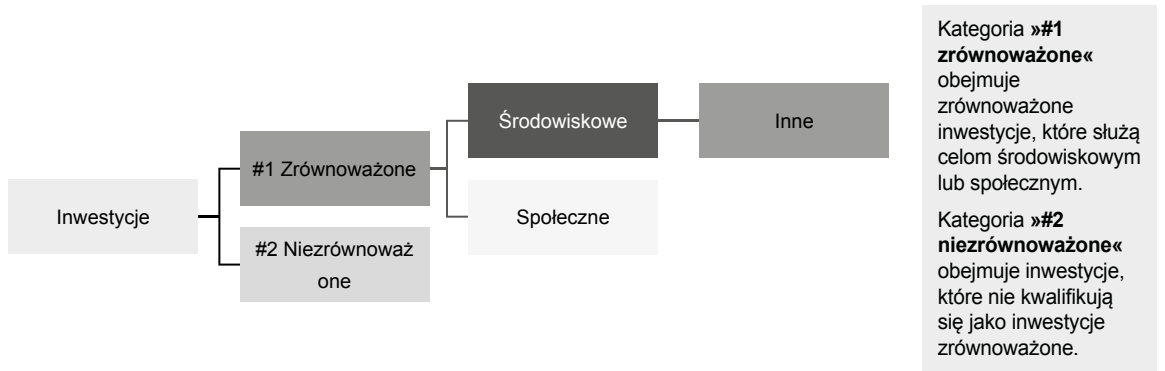 Inwestycje
#1 Zrównoważone
#2 Niezrównoważ
one
Środowiskowe
Społeczne
Inne
Kategoria »#1
zrównoważone«
obejmuje
zrównoważone
inwestycje, które służą
celom środowiskowym
lub społecznym.
Kategoria »#2
niezrównoważone«
obejmuje inwestycje,
które nie kwalifikują
się jako inwestycje
zrównoważone.